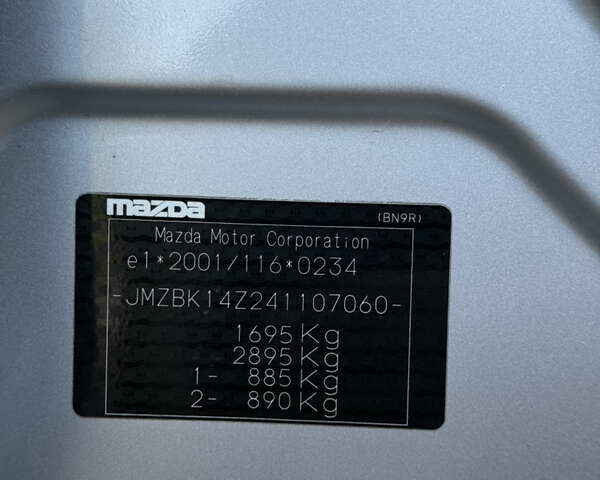 mazda
(BN9R)
Mazda Motor Corporation
e1*2001/116*0234
-JMZBK14Z241107060-
1695 Kg
2895 Kg
1- 885 Kg
2- 890 Kg